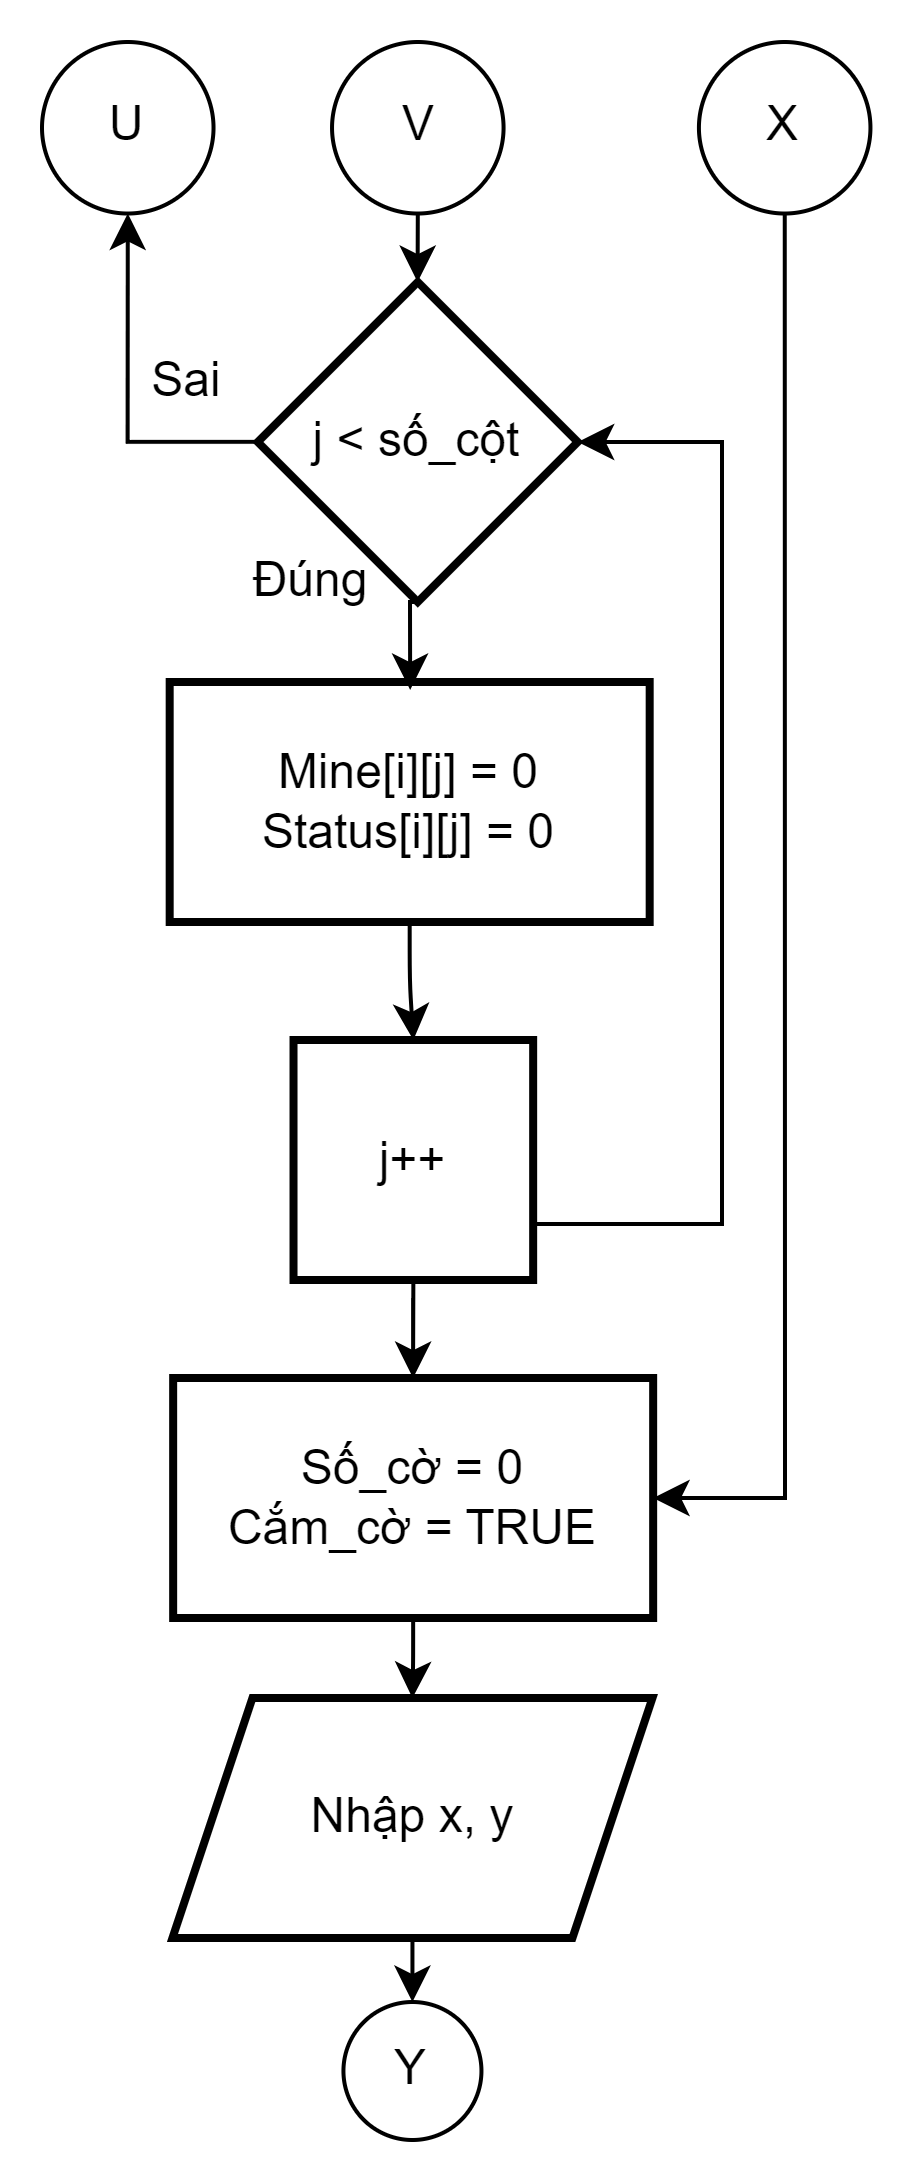 U
V
X
Sai
j < số_cột
Đúng
Mine[i][j] = 0
Status[i][j] = 0
j++
Số_cờ = 0
Cắm_cờ = TRUE
Nhập x, y
Y